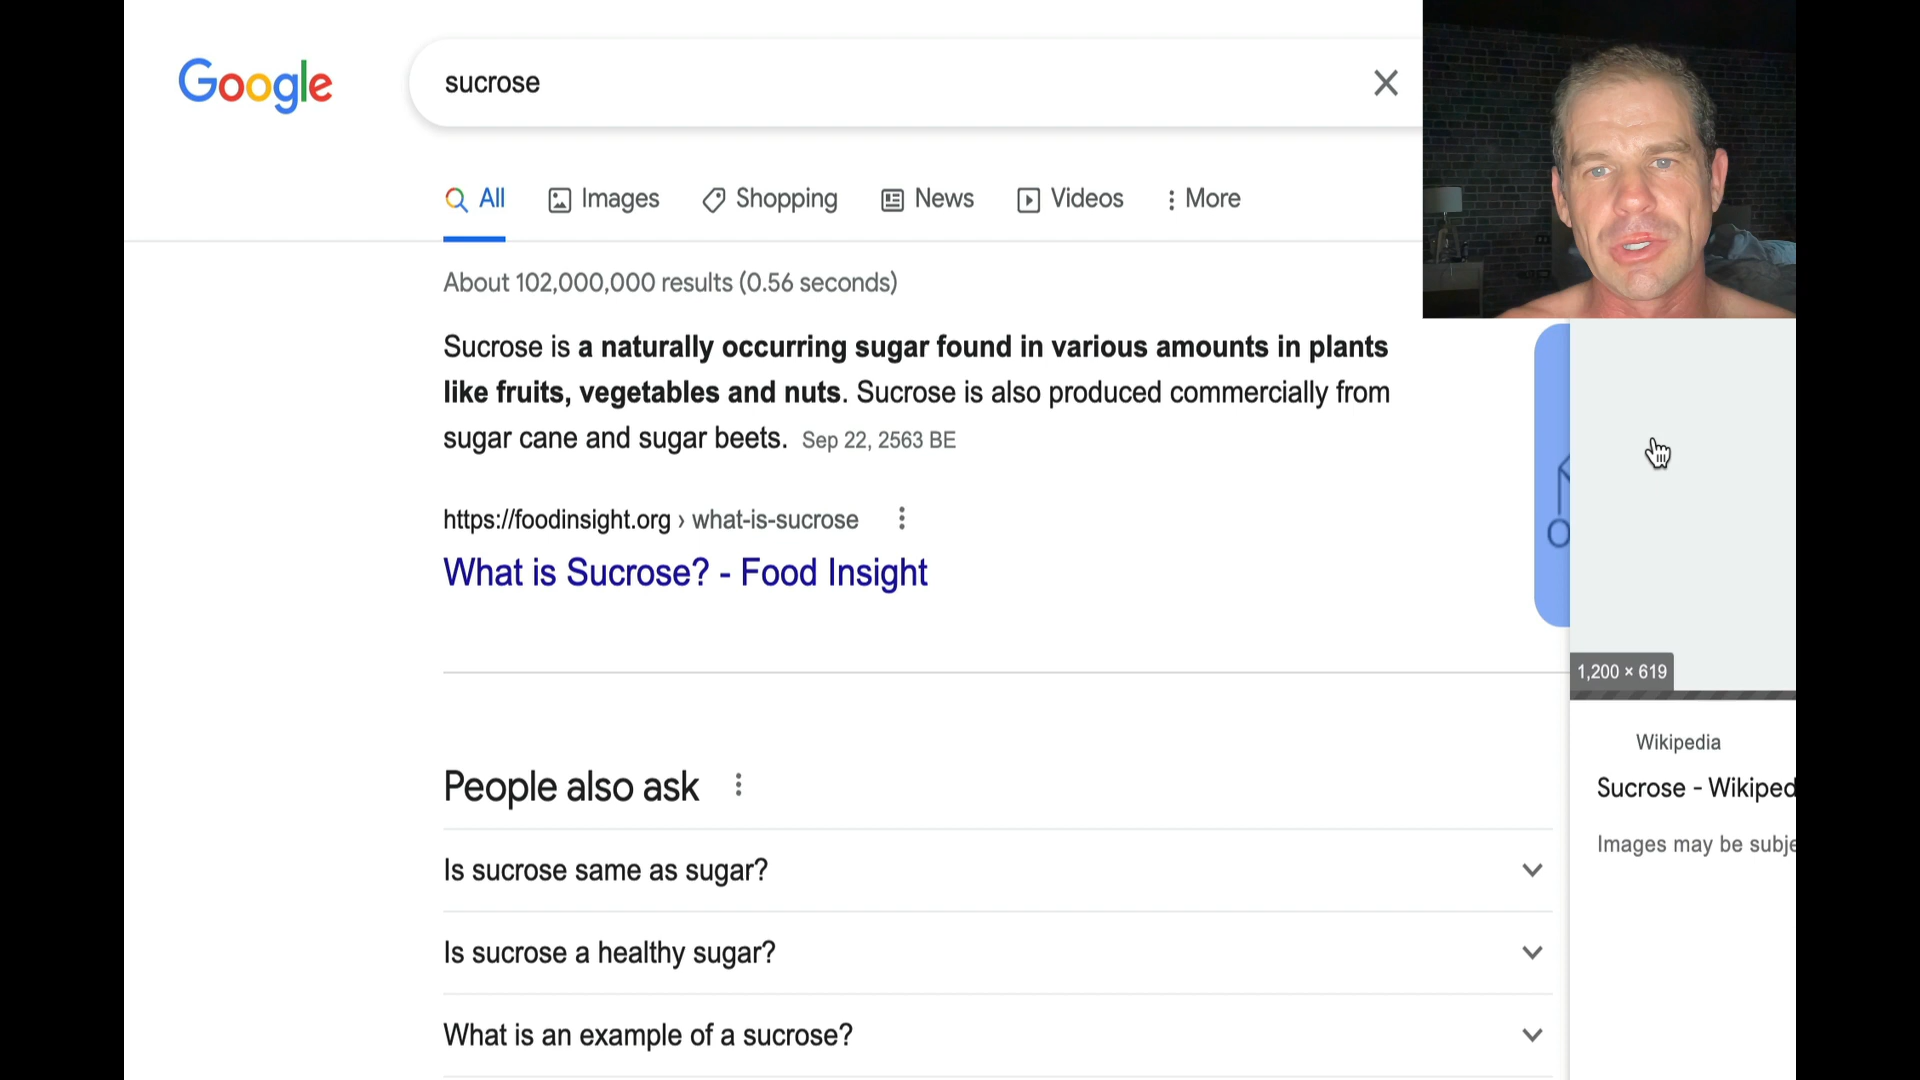 Google
sucrose
All Images Shopping News Videos More
About 102,000,000 results (0.56 seconds)
Sucrose is a naturally occurring sugar found in various amounts in plants
like fruits, vegetables and nuts. Sucrose is also produced commercially from
sugar cane and sugar beets. Sep 22, 2563 BE
https://foodinsight.org › what-is-sucrose
What is Sucrose? - Food Insight
O
1,200 × 619
Wikipedia
Sucrose - Wikiped
Images may be subje
People also ask
Is sucrose same as sugar?
Is sucrose a healthy sugar?
What is an example of a sucrose?